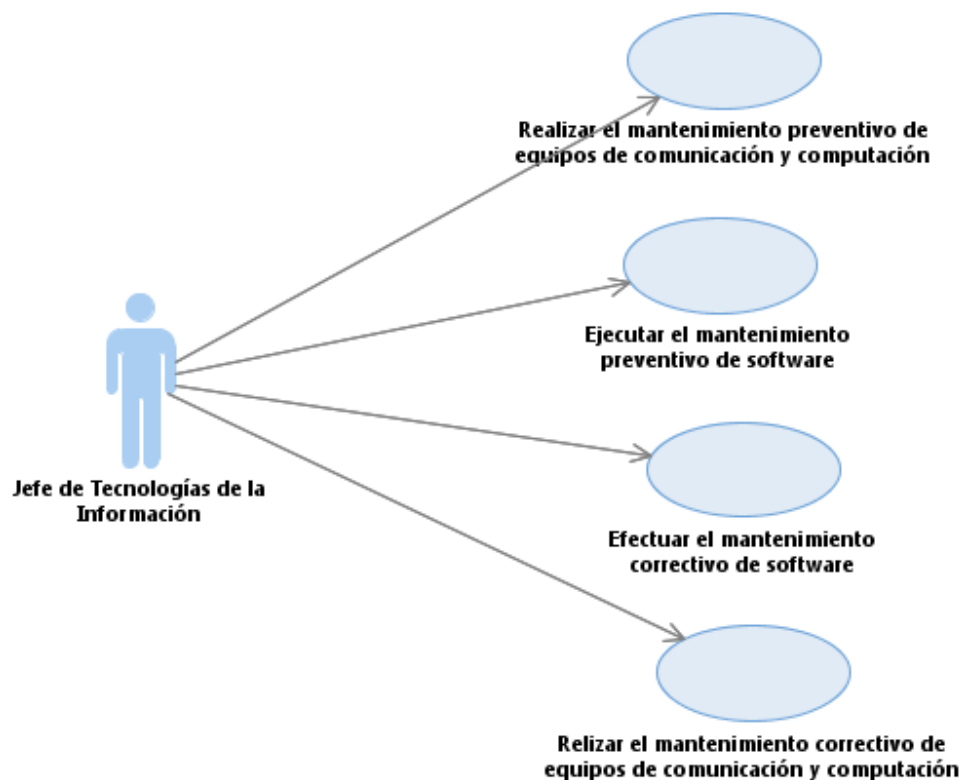 Realizar el mantenimiento preventivo de
equipos de comunicación y computación
Ejecutar el mantenimiento
preventivo de software
Jefe de Tecnologías de la
Información
Efectuar el mantenimiento
correctivo de software
Relizar el mantenimiento correctivo de
equipos de comunicación y computación